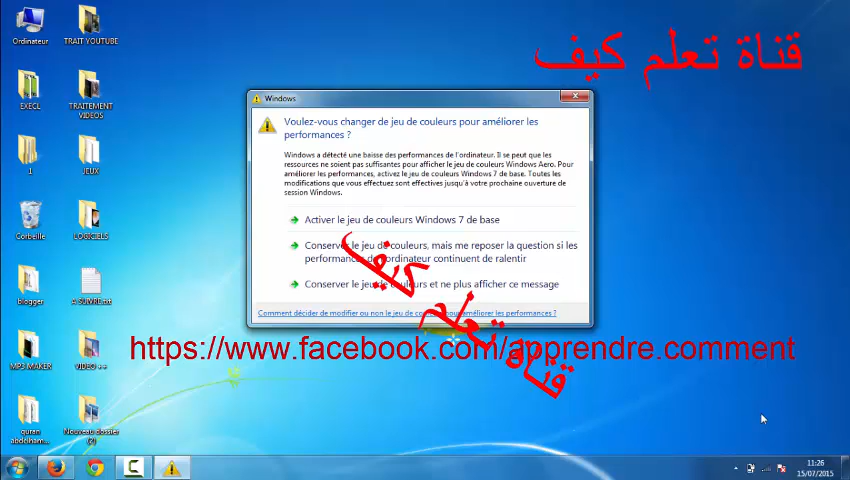 Ordinateur
TRAIT YOUTUBE
EXECL
TRAITEMENT
VIDEOS
1
JEUX
Corbeille
LOGICIELS
blogger
A SUIVRE.txt
MP3 MAKER
VIDEO ++
quran
abdelham...
Nouveau dossier
(2)
قناة تعلم كيف
Windows
Voulez-vous changer de jeu de couleurs pour améliorer les
performances ?
Windows a détecté une baisse des performances de l'ordinateur. Il se peut que les
ressources ne soient pas suffisantes pour afficher le jeu de couleurs Windows Aero. Pour
améliorer les performances, activez le jeu de couleurs Windows 7 de base. Toutes les
modifications que vous effectuez sont effectives jusqu'à votre prochaine ouverture de
session Windows.
Activer le jeu de couleurs Windows 7 de base
Conserver le jeu de couleurs, mais me reposer la question si les
performances de l'ordinateur continuent de ralentir
Conserver le jeu de couleurs et ne plus afficher ce message
Comment décider de modifier ou non le jeu de couleurs pour améliorer les performances ?
قناة تعلم كيف
https://www.facebook.com/apprendre.comment
11:26
15/07/2015